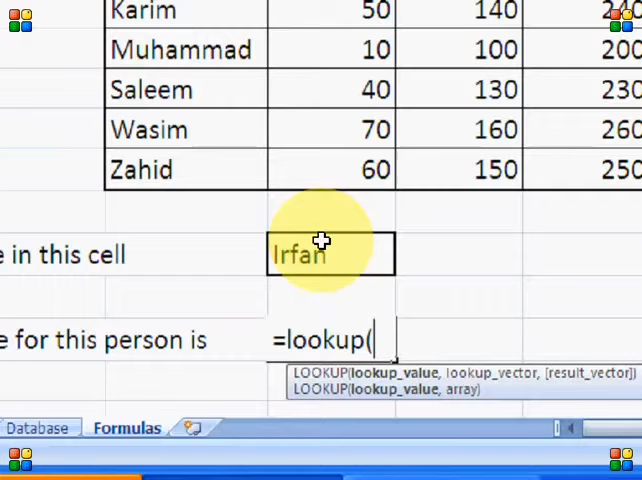 Karim 50 140 240
Muhammad 10 100 200
Saleem 40 130 230
Wasim 70 160 260
Zahid 60 150 250
e in this cell Irfan
e for this person is =lookup(
LOOKUP(lookup_value, lookup_vector, [result_vector])
LOOKUP(lookup_value, array)
Database Formulas